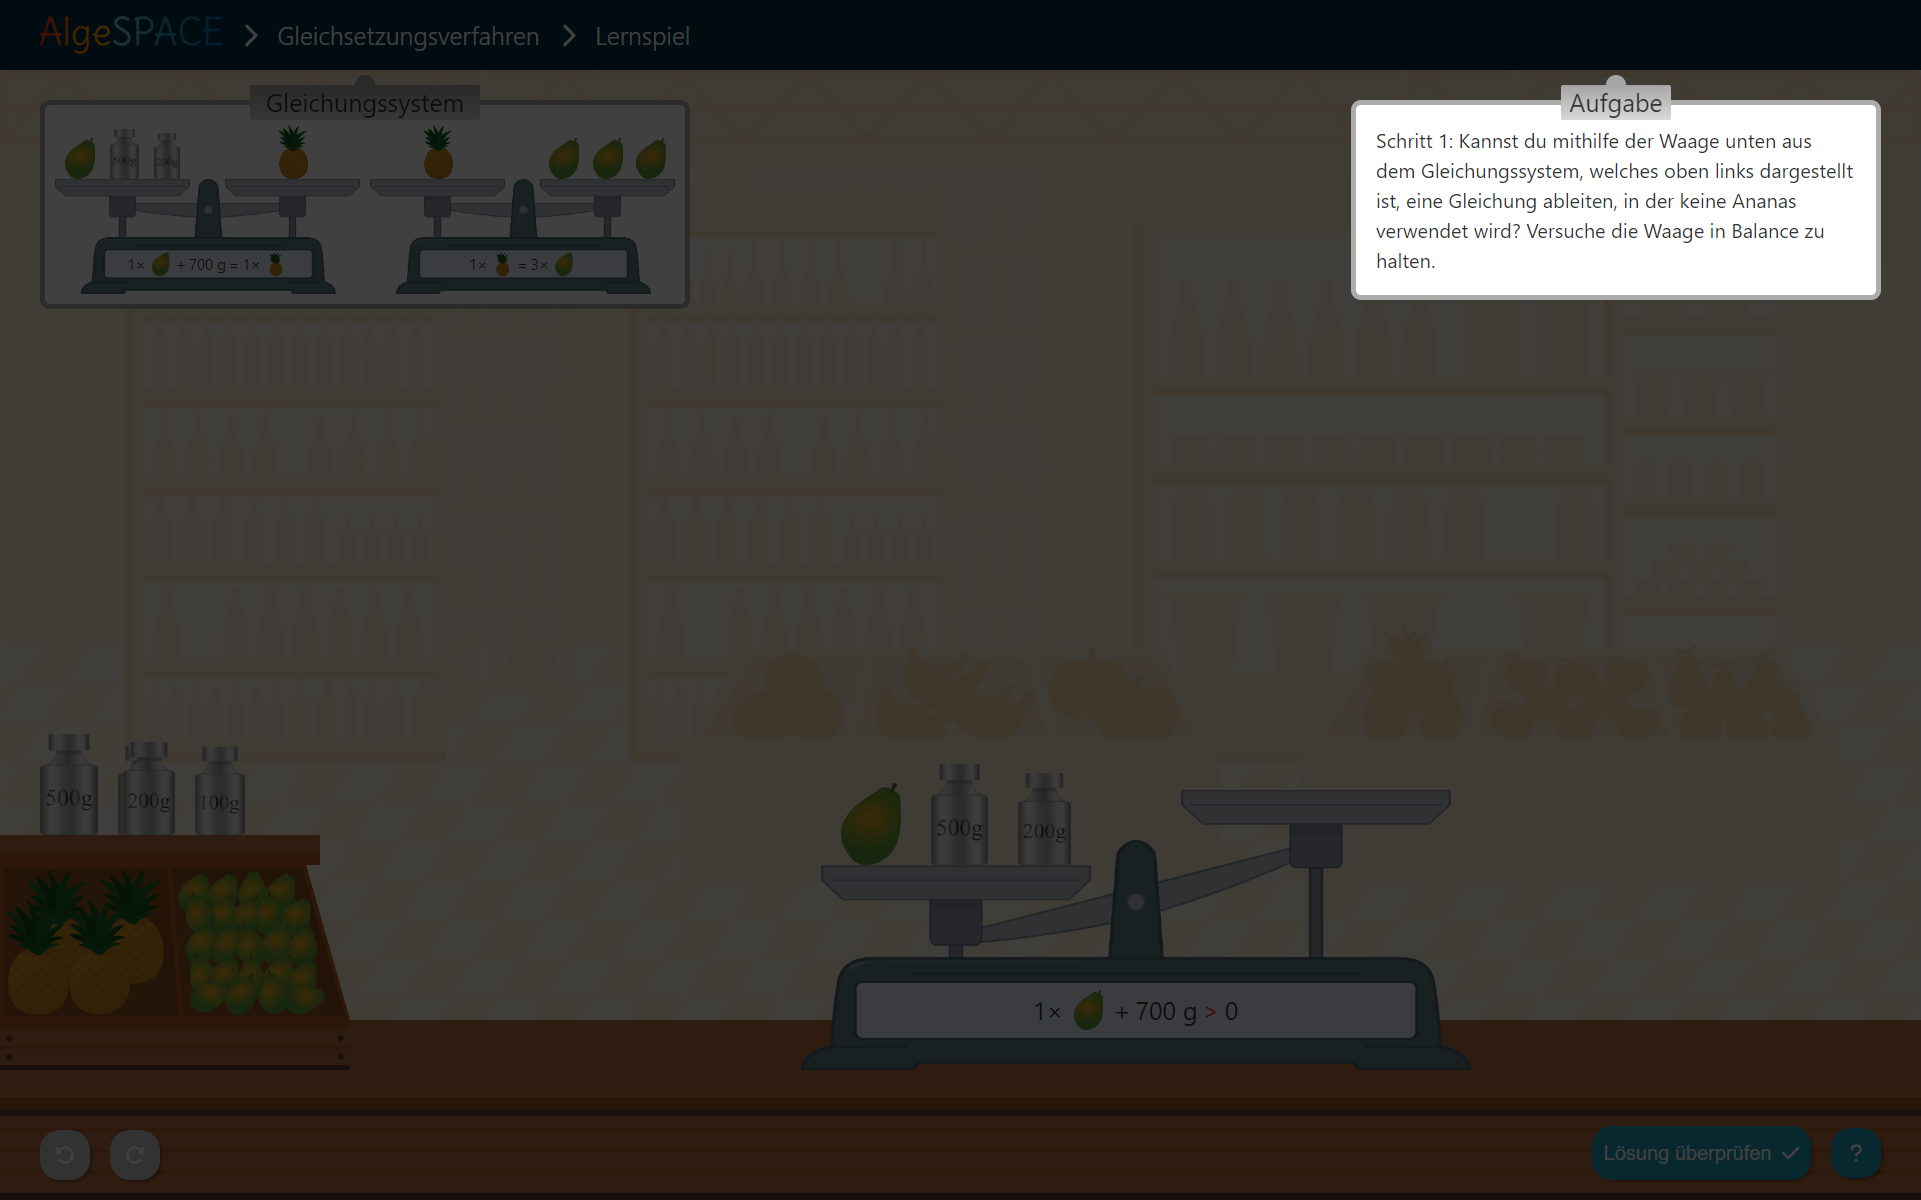 AlgeSPACE > Gleichsetzungsverfahren > Lernspiel
Gleichungssystem
500g 200g
1× + 700 g = 1×
1× = 3×
Aufgabe
Schritt 1: Kannst du mithilfe der Waage unten aus
dem Gleichungssystem, welches oben links dargestellt
ist, eine Gleichung ableiten, in der keine Ananas
verwendet wird? Versuche die Waage in Balance zu
halten.
500g 200g 100g
500g 200g
1× + 700 g > 0
Lösung überprüfen ?